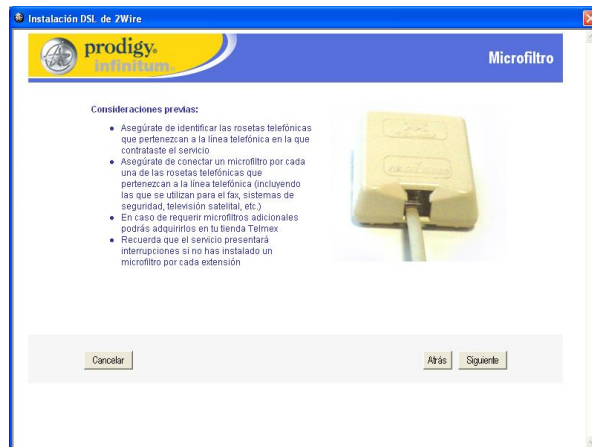 Instalación DSL de 2Wire
prodigy.
infinitum.
Microfiltro
Consideraciones previas:
Asegúrate de identificar las rosetas telefónicas
que pertenezcan a la línea telefónica en la que
contrataste el servicio
Asegúrate de conectar un microfiltro por cada
una de las rosetas telefónicas que
pertenezcan a la línea telefónica (incluyendo
las que se utilizan para el fax, sistemas de
seguridad, televisión satelital, etc.)
En caso de requerir microfiltros adicionales
podrás adquirirlos en tu tienda Telmex
Recuerda que el servicio presentará
interrupciones si no has instalado un
microfiltro por cada extensión
Cancelar
Atrás
Siguiente